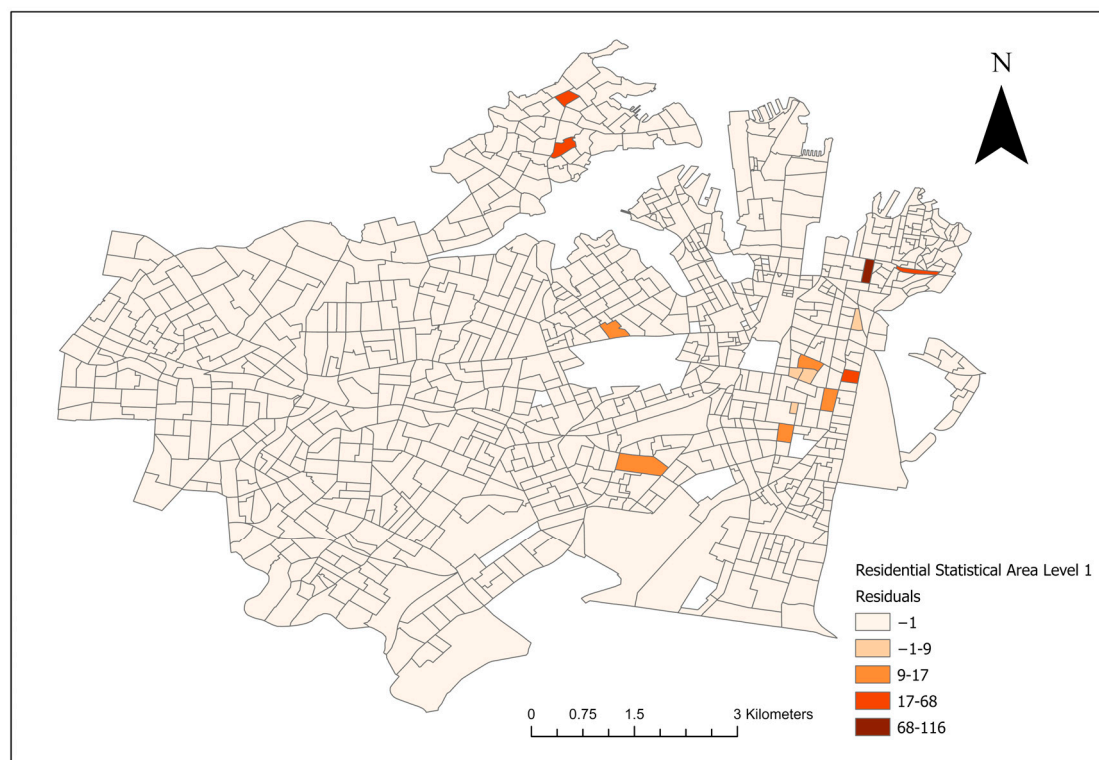 N
Residential Statistical Area Level 1
Residuals
−1
−1-9
9-17
17-68
68-116
0 0.75 1.5 3 Kilometers